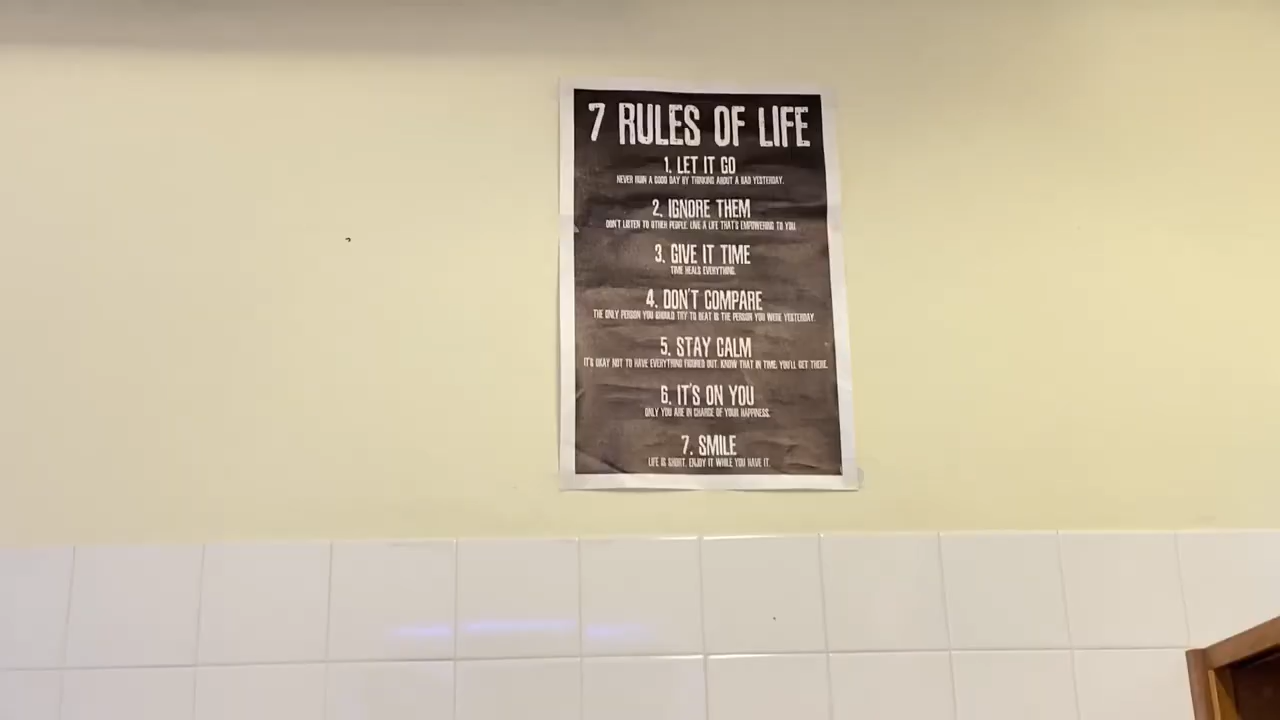 7 RULES OF LIFE
1. LET IT GO
NEVER RUIN A GOOD DAY BY THINKING ABOUT A BAD YESTERDAY.
2. IGNORE THEM
DON'T LISTEN TO OTHER PEOPLE. LIVE A LIFE THAT'S EMPOWERING TO YOU.
3. GIVE IT TIME
TIME HEALS EVERYTHING.
4. DON'T COMPARE
THE ONLY PERSON YOU SHOULD TRY TO BEAT IS THE PERSON YOU WERE YESTERDAY.
5. STAY CALM
IT'S OKAY NOT TO HAVE EVERYTHING FIGURED OUT. KNOW THAT IN TIME, YOU'LL GET THERE.
6. IT'S ON YOU
ONLY YOU ARE IN CHARGE OF YOUR HAPPINESS.
7. SMILE
LIFE IS SHORT. ENJOY IT WHILE YOU HAVE IT.